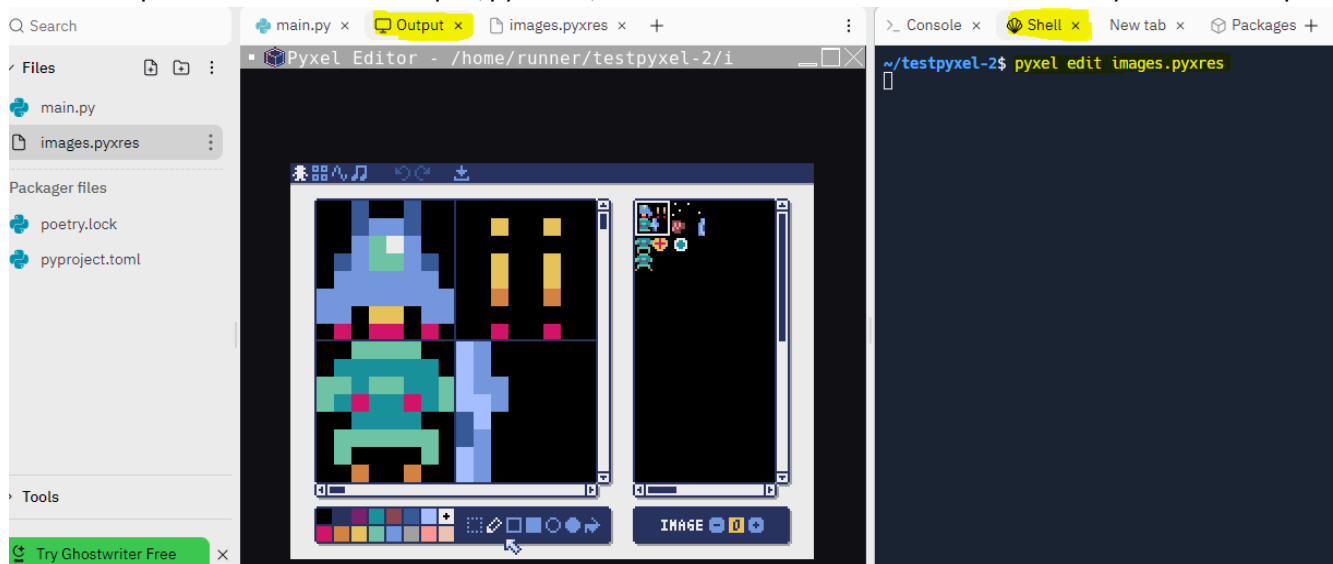 Search
main.py ×
Output ×
images.pyxres ×
+
>_ Console ×
Shell ×
New tab ×
Packages +
Files
Pyxel Editor - /home/runner/testpyxel-2/i
~/testpyxel-2$ pyxel edit images.pyxres
main.py
images.pyxres
Packager files
poetry.lock
pyproject.toml
Tools
IMAGE 0
Try Ghostwriter Free ×